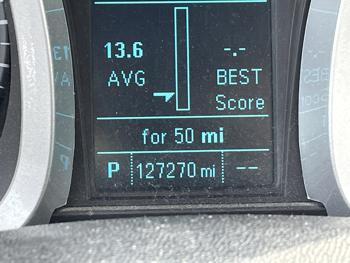 13.6 -.-
AVG BEST
Score
for 50 mi
P 127270 mi --